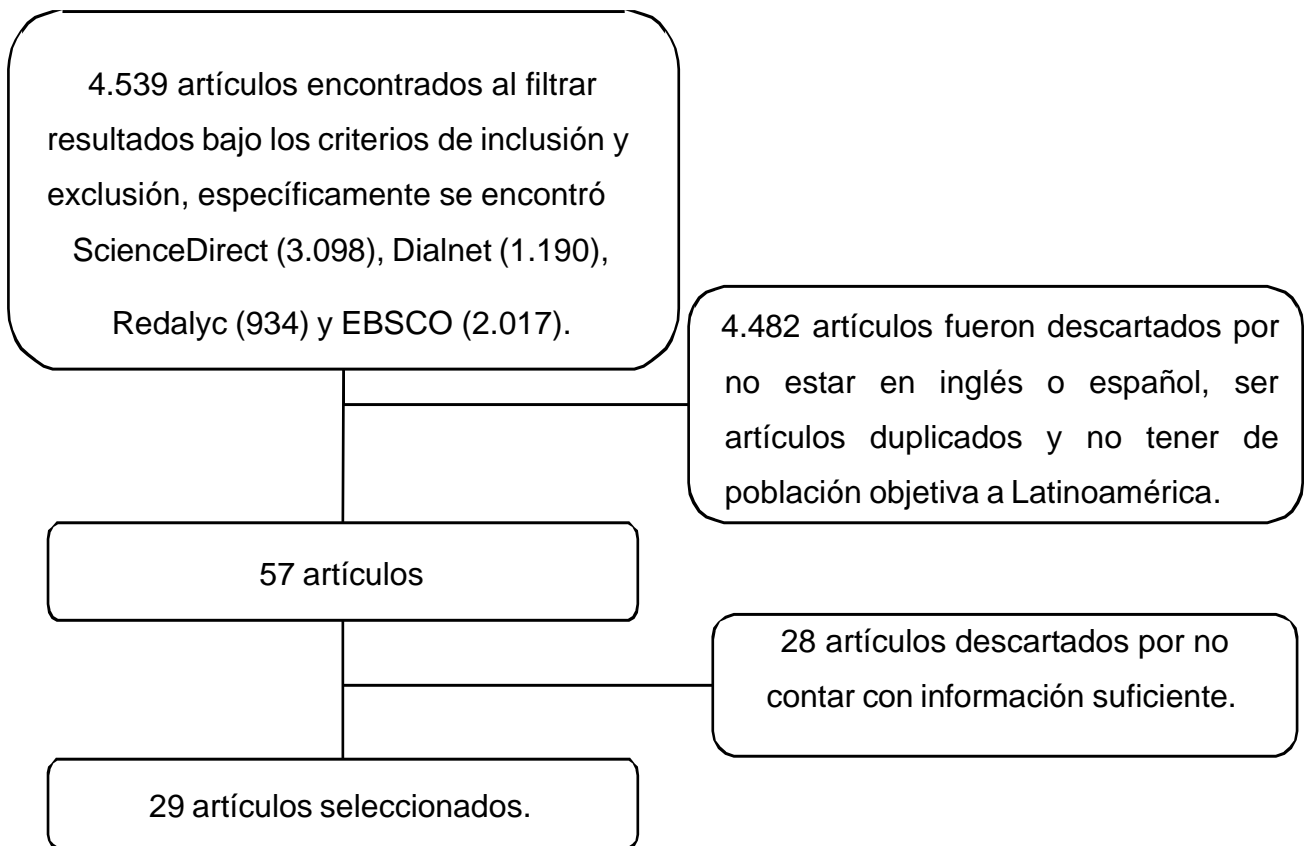 4.539 artículos encontrados al filtrar
resultados bajo los criterios de inclusión y
exclusión, específicamente se encontró
ScienceDirect (3.098), Dialnet (1.190),
Redalyc (934) y EBSCO (2.017).
4.482 artículos fueron descartados por
no estar en inglés o español, ser
artículos duplicados y no tener de
población objetiva a Latinoamérica.
57 artículos
28 artículos descartados por no
contar con información suficiente.
29 artículos seleccionados.